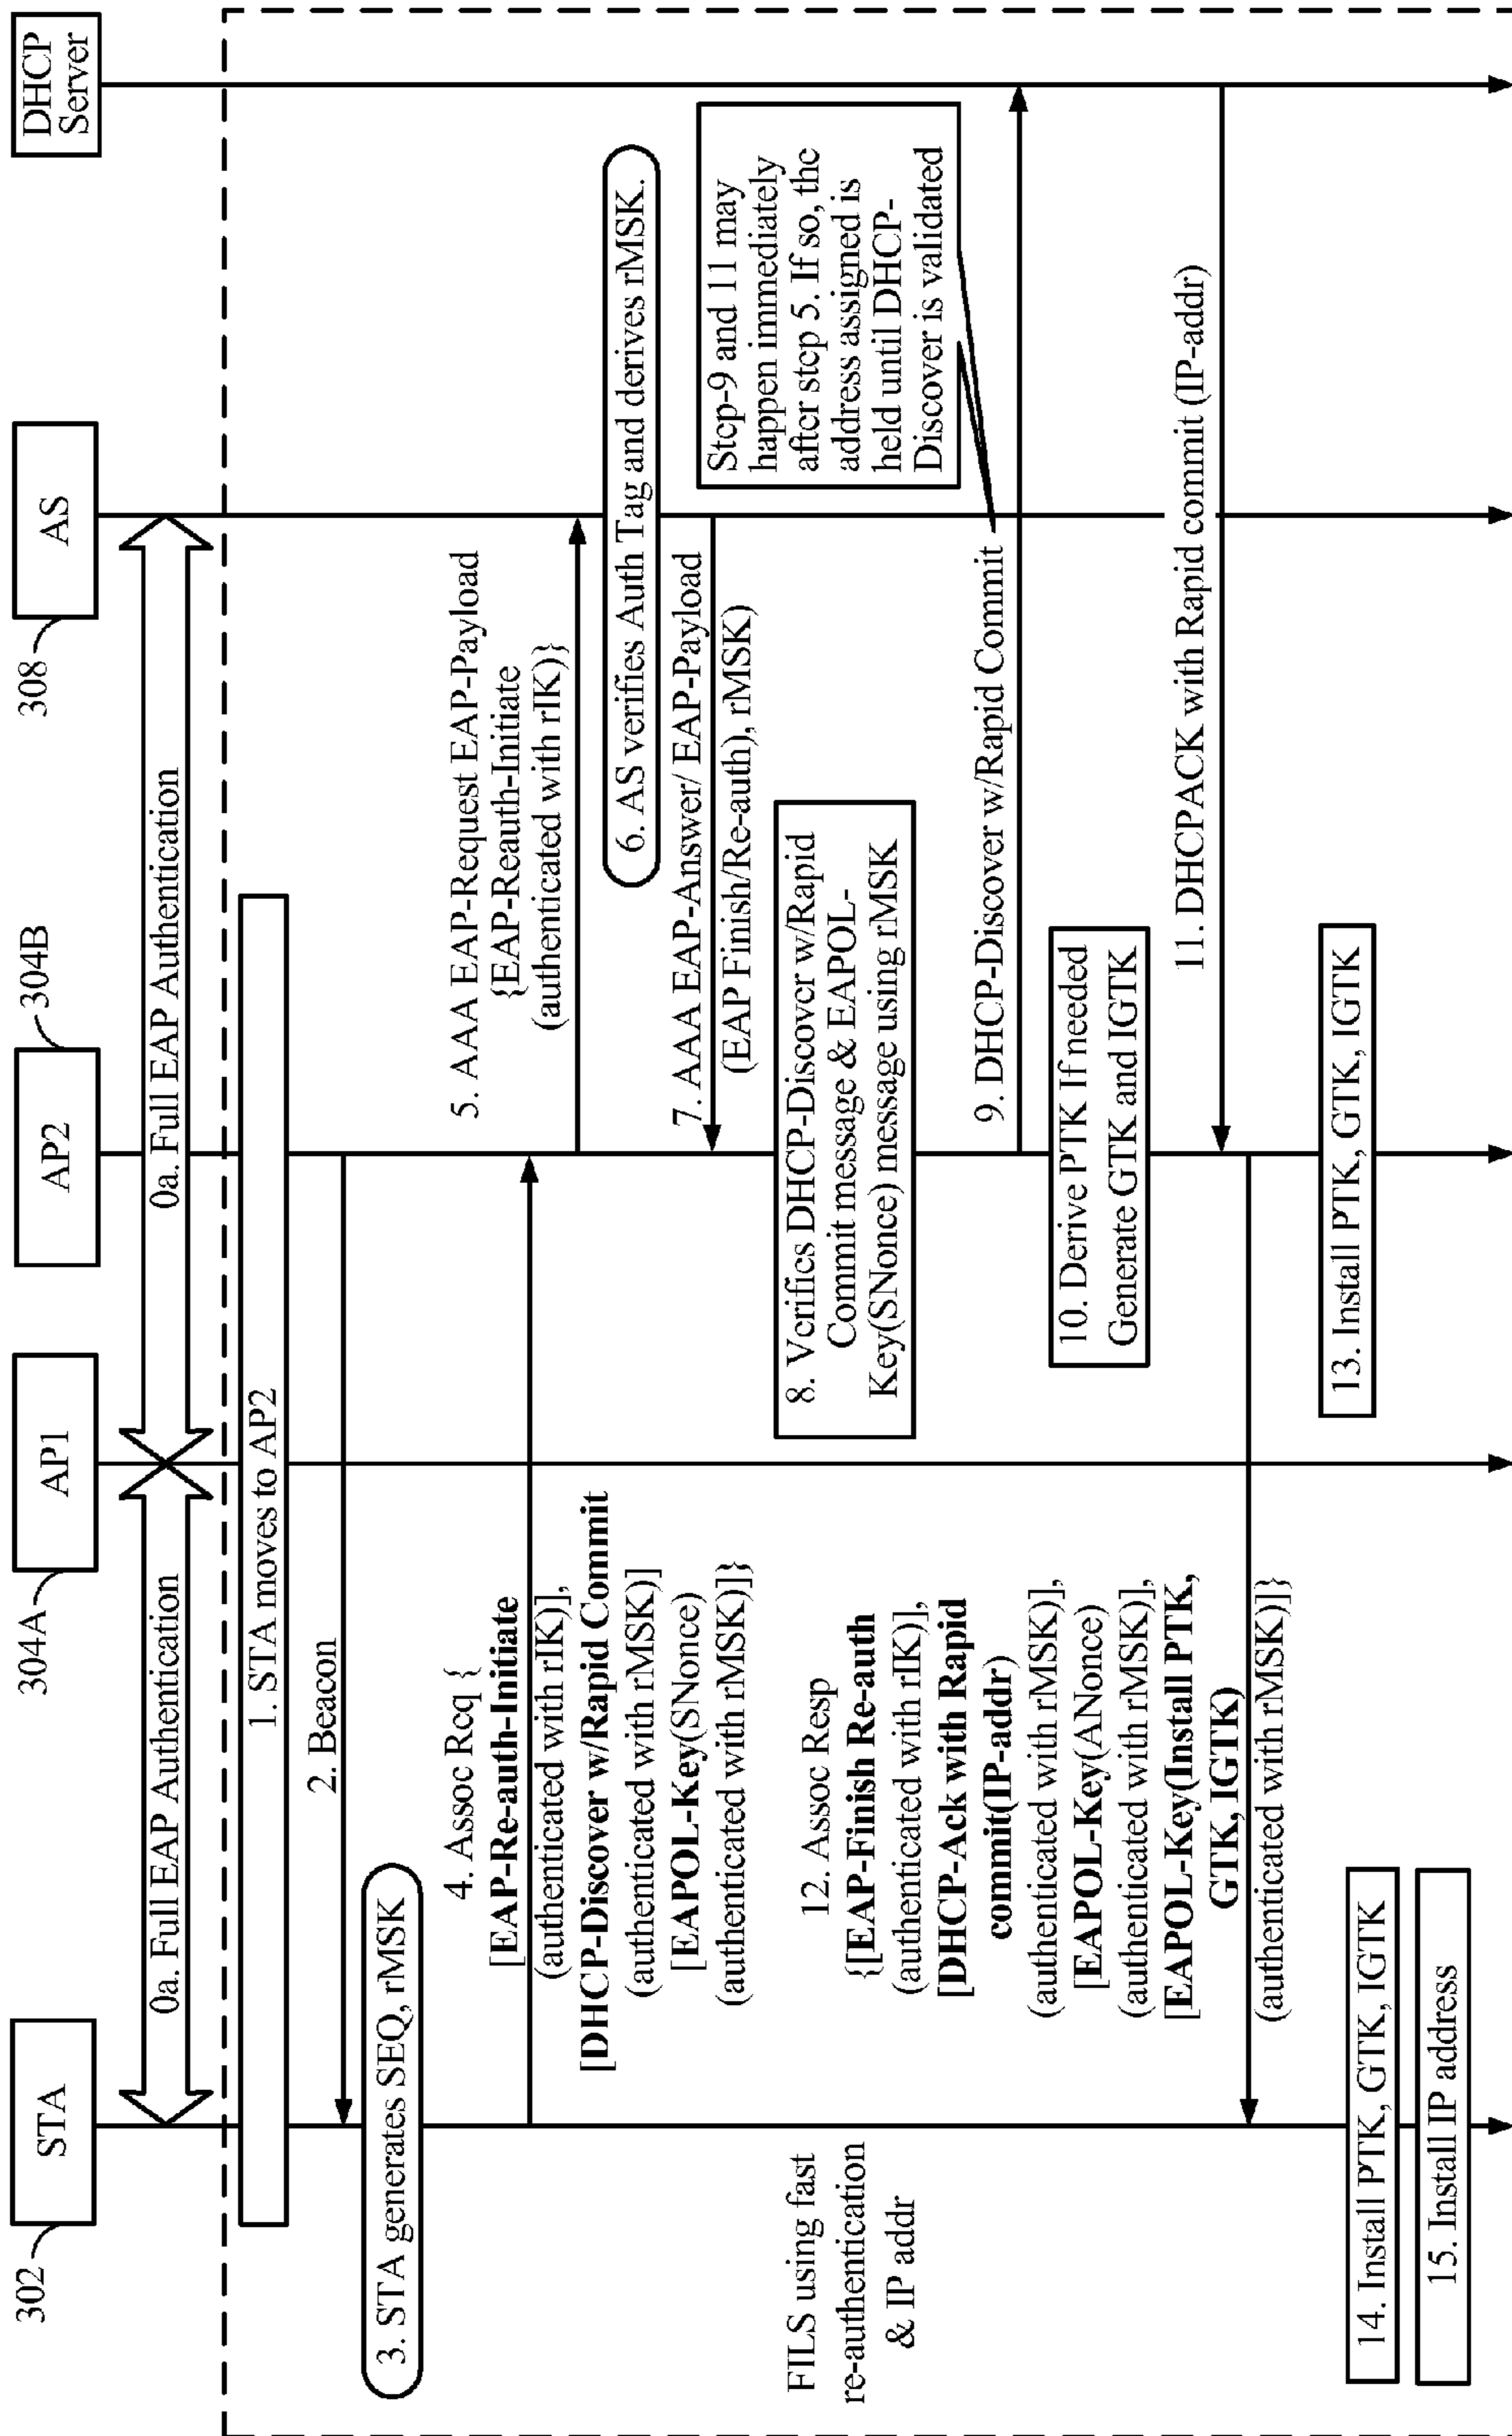 STA
AP1
AP2
AS
DHCP
Server
302
304A
304B
308
0a. Full EAP Authentication
0a. Full EAP Authentication
1. STA moves to AP2
2. Beacon
3. STA generates SEQ, rMSK
4. Assoc Req {
[EAP-Re-auth-Initiate
(authenticated with rIK)],
[DHCP-Discover w/Rapid Commit
(authenticated with rMSK)]
[EAPOL-Key(SNonce)
(authenticated with rMSK)]}
5. AAA EAP-Request EAP-Payload
{EAP-Reauth-Initiate
(authenticated with rIK)}
6. AS verifies Auth Tag and derives rMSK.
7. AAA EAP-Answer/ EAP-Payload
(EAP Finish/Re-auth), rMSK)
Step-9 and 11 may
happen immediately
after step 5. If so, the
address assigned is
held until DHCP-
Discover is validated
8. Verifies DHCP-Discover w/Rapid
Commit message & EAPOL-
Key(SNonce) message using rMSK
9. DHCP-Discover w/Rapid Commit
10. Derive PTK If needed
Generate GTK and IGTK
11. DHCPACK with Rapid commit (IP-addr)
FILS using fast
re-authentication
& IP addr
12. Assoc Resp
{[EAP-Finish Re-auth
(authenticated with rIK)],
[DHCP-Ack with Rapid
commit(IP-addr)
(authenticated with rMSK)],
[EAPOL-Key(ANonce)
(authenticated with rMSK)],
[EAPOL-Key(Install PTK,
GTK, IGTK)
(authenticated with rMSK)]}
13. Install PTK, GTK, IGTK
14. Install PTK, GTK, IGTK
15. Install IP address